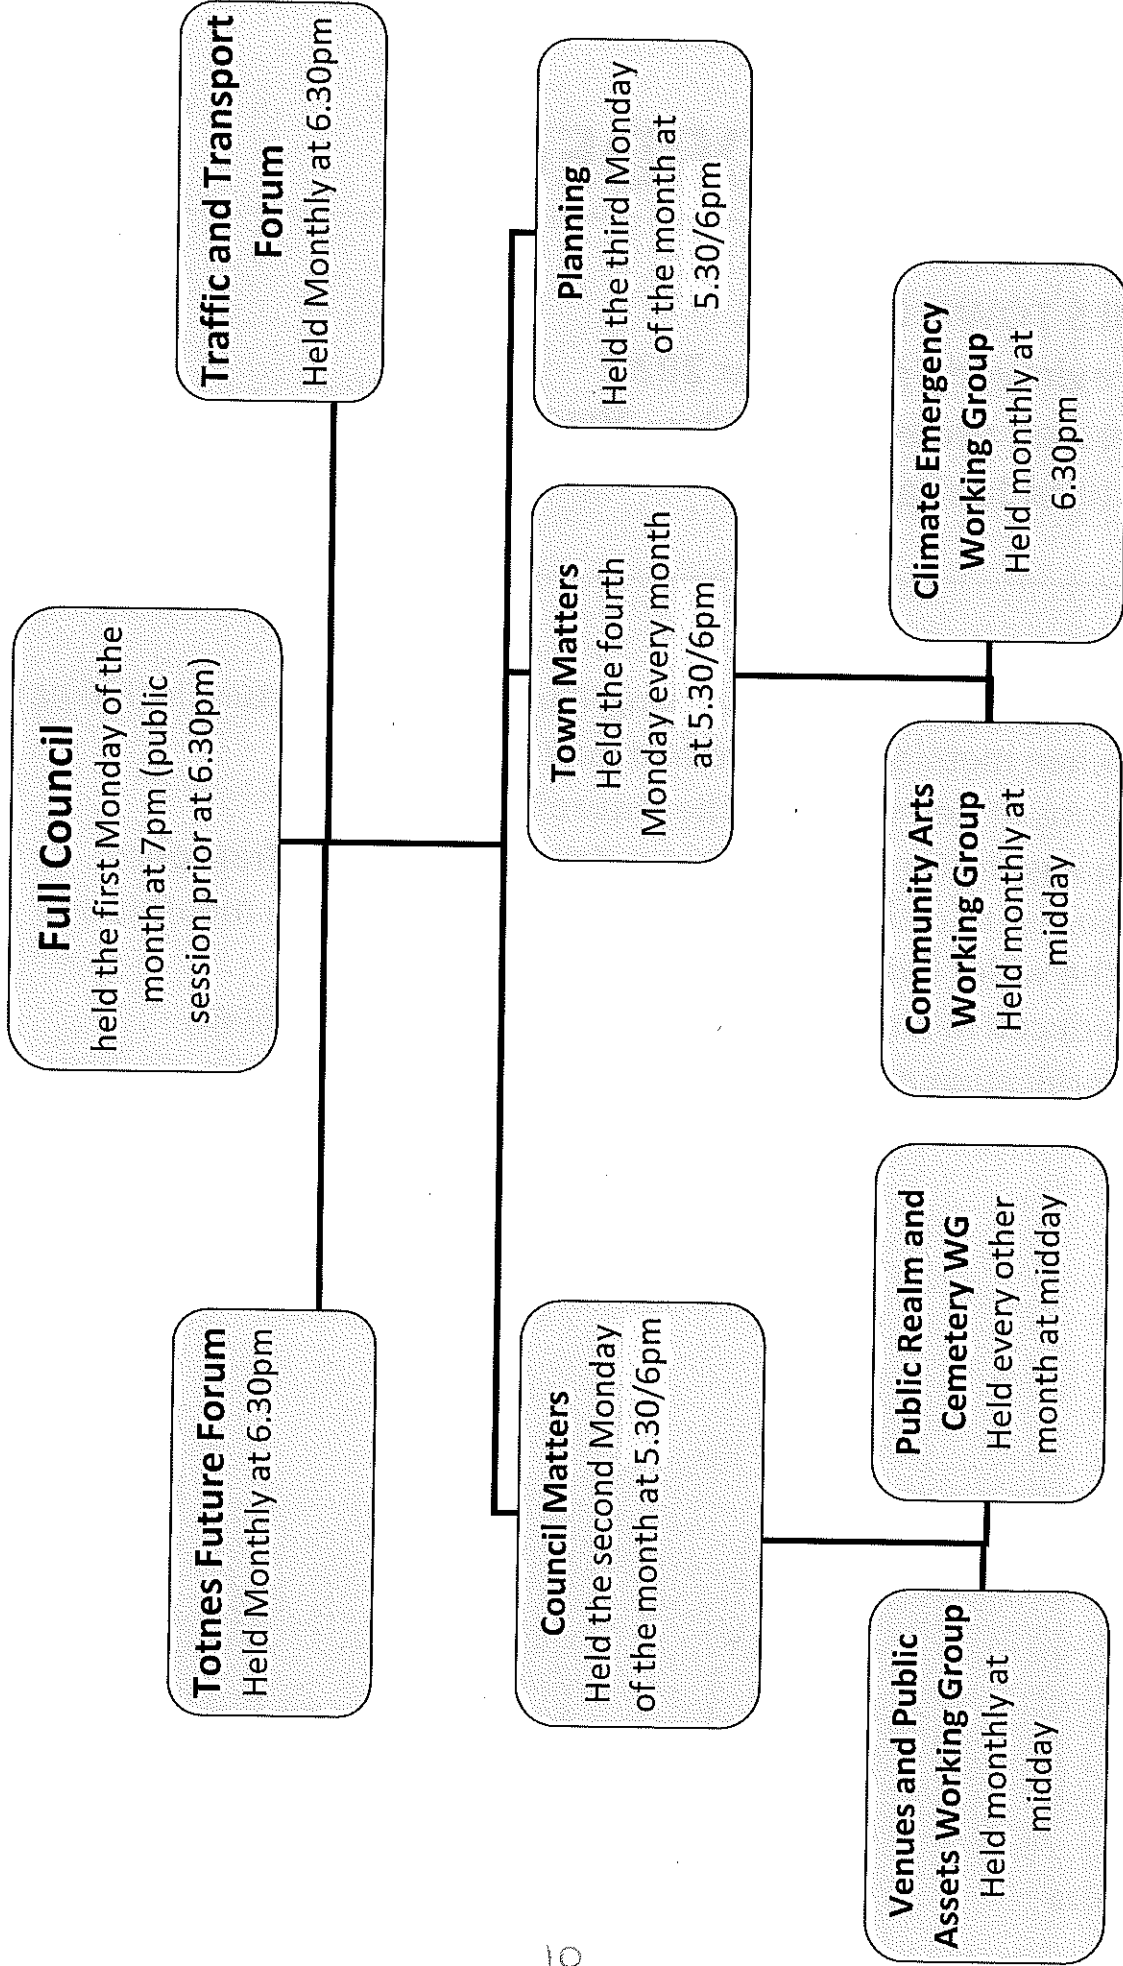 Full Council
held the first Monday of the
month at 7pm (public
session prior at 6.30pm)
Totnes Future Forum
Held Monthly at 6.30pm
Traffic and Transport
Forum
Held Monthly at 6.30pm
Council Matters
Held the second Monday
of the month at 5.30/6pm
Town Matters
Held the fourth
Monday every month
at 5.30/6pm
Planning
Held the third Monday
of the month at
5.30/6pm
Venues and Public
Assets Working Group
Held monthly at
midday
Public Realm and
Cemetery WG
Held every other
month at midday
Community Arts
Working Group
Held monthly at
midday
Climate Emergency
Working Group
Held monthly at
6.30pm
10